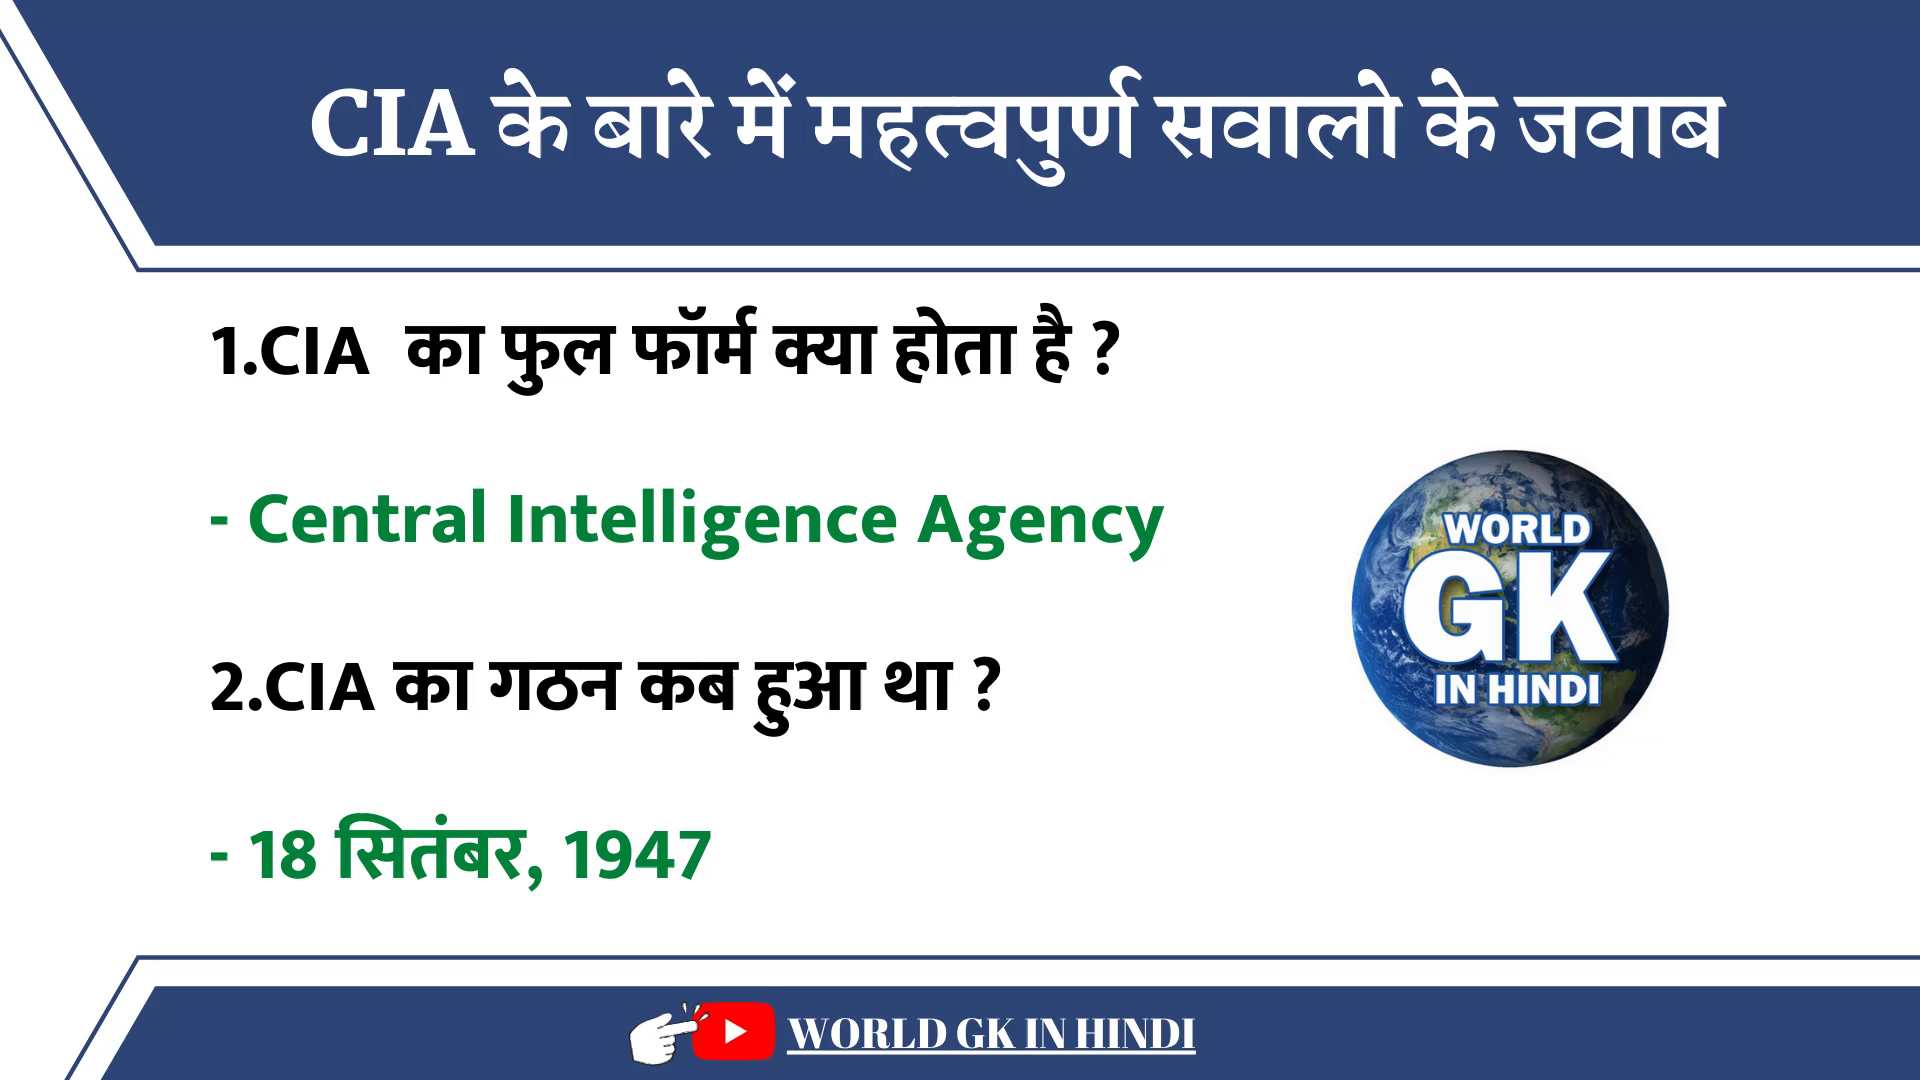 CIA के बारे में महत्वपुर्ण सवालो के जवाब
1.CIA का फुल फॉर्म क्या होता है ?
- Central Intelligence Agency
2.CIA का गठन कब हुआ था ?
- 18 सितंबर, 1947
WORLD
GK
IN HINDI
WORLD GK IN HINDI